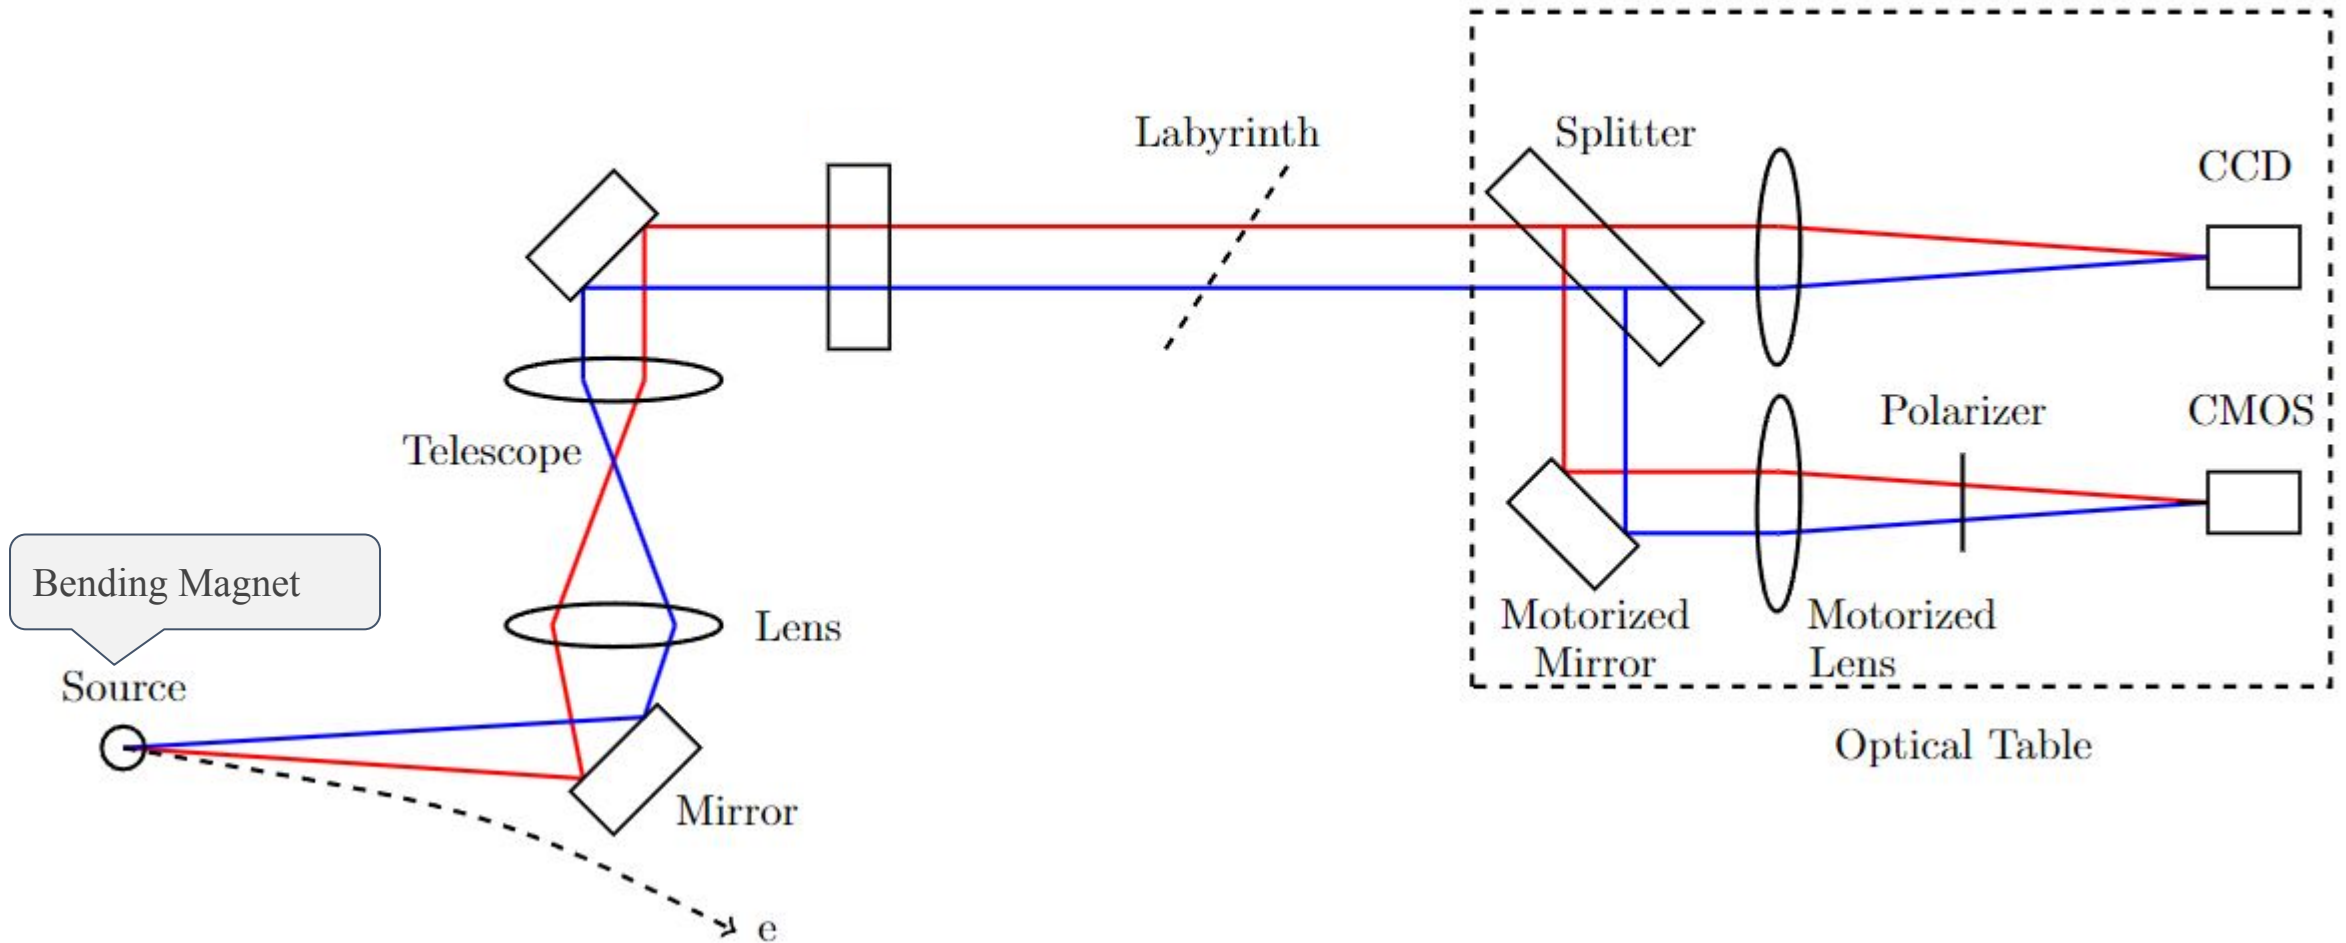 Labyrinth
Splitter
CCD
Telescope
Polarizer
CMOS
Bending Magnet
Lens
Motorized
Mirror
Motorized
Lens
Source
Optical Table
Mirror
e